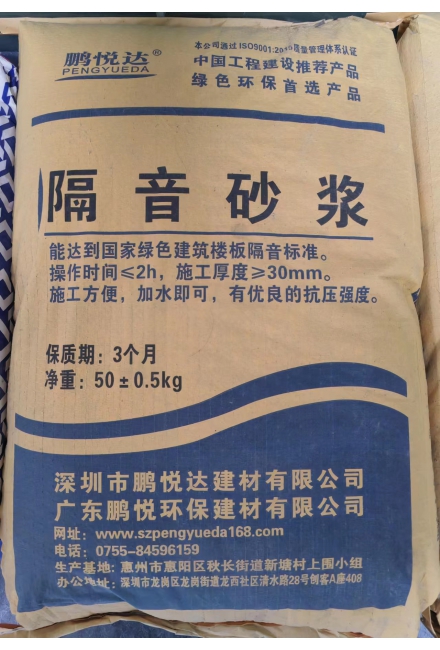 鹏悦达®
PENGYUEDA
本公司通过ISO9001:2015质量管理体系认证
中国工程建设推荐产品
绿色环保首选产品
隔音砂浆
能达到国家绿色建筑楼板隔音标准。
操作时间≤2h，施工厚度≥30mm。
施工方便，加水即可，有优良的抗压强度。
保质期：3个月
净重：50±0.5kg
深圳市鹏悦达建材有限公司
广东鹏悦环保建材有限公司
网址：www.szpengyueda168.com
电话：0755-84596159
生产基地：惠州市惠阳区秋长街道新塘村上围小组
办公地址：深圳市龙岗区龙岗街道龙西社区清水路28号创客A座408